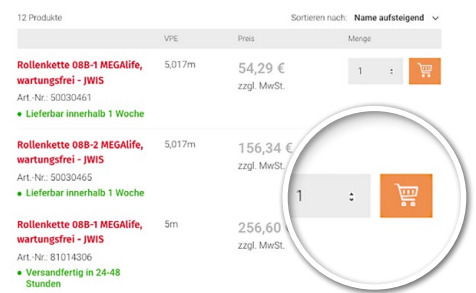 12 Produkte Sortieren nach: Name aufsteigend
VPE Preis Menge
Rollenkette 08B-1 MEGAlife, 5,017m 54,29 € 1
wartungsfrei - JWIS zzgl. MwSt.
Art.-Nr.: 50030461
• Lieferbar innerhalb 1 Woche
Rollenkette 08B-2 MEGAlife, 5,017m 156,34 €
wartungsfrei - JWIS zzgl. MwSt.
Art.-Nr.: 50030465
• Lieferbar innerhalb 1 Woche
1
Rollenkette 08B-1 MEGAlife, 5m 256,60
wartungsfrei - JWIS zzgl. MwSt.
Art.-Nr.: 81014306
• Versandfertig in 24-48
Stunden